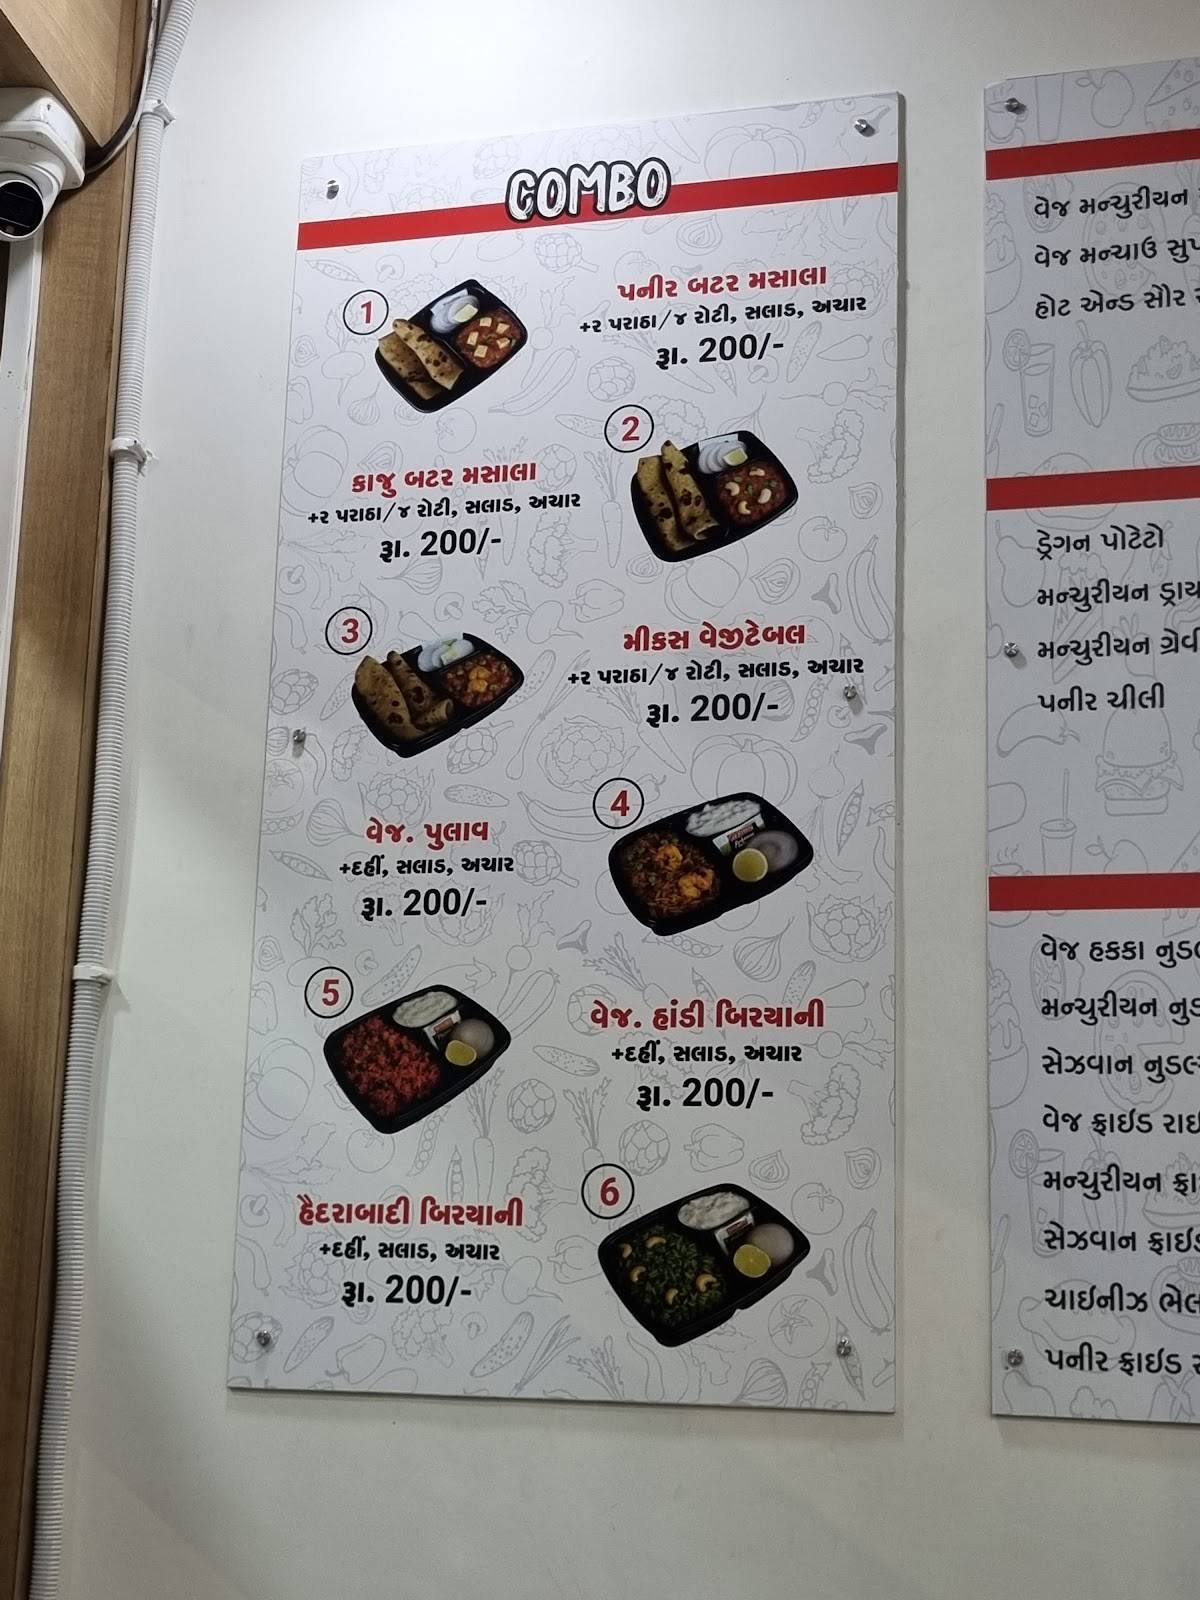 COMBO
1
પનીર બટર મસાલા
+૨ પરાઠા/૪ રોટી, સલાડ, અચાર
રૂા. 200/-
2
કાજુ બટર મસાલા
+૨ પરાઠા/૪ રોટી, સલાડ, અચાર
રૂા. 200/-
3
મીકસ વેજીટેબલ
+૨ પરાઠા/૪ રોટી, સલાડ, અચાર
રૂા. 200/-
4
વેજ. પુલાવ
+દહીં, સલાડ, અચાર
રૂા. 200/-
5
વેજ. હાંડી બિરયાની
+દહીં, સલાડ, અચાર
રૂા. 200/-
6
હૈદરાબાદી બિરયાની
+દહીં, સલાડ, અચાર
રૂા. 200/-
વેજ મન્ચુરીયન
વેજ મન્ચાઉ
હોટ એન્ડ સૌર
ડ્રેગન પોટેટો
મન્ચુરીયન
મન્ચુરીયન ગ્રેવી
પનીર ચીલી
વેજ હકકા
મન્ચુરીયન
સેઝવાન
વેજ ફ્રાઈડ
મન્ચુરીયન
સેઝવાન
ચાઈનીઝ
પનીર ફ્રાઈડ